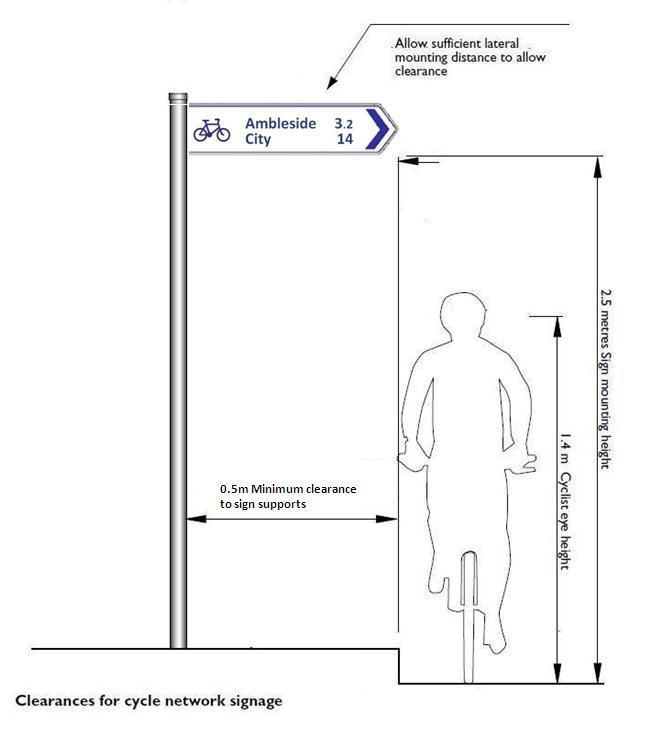 .Allow sufficient lateral .
mounting distance to allow
clearance
Ambleside 3.2
City 14
2.5 metres Sign mounting height
1.4 m Cyclist eye height
0.5m Minimum clearance
to sign supports
Clearances for cycle network signage